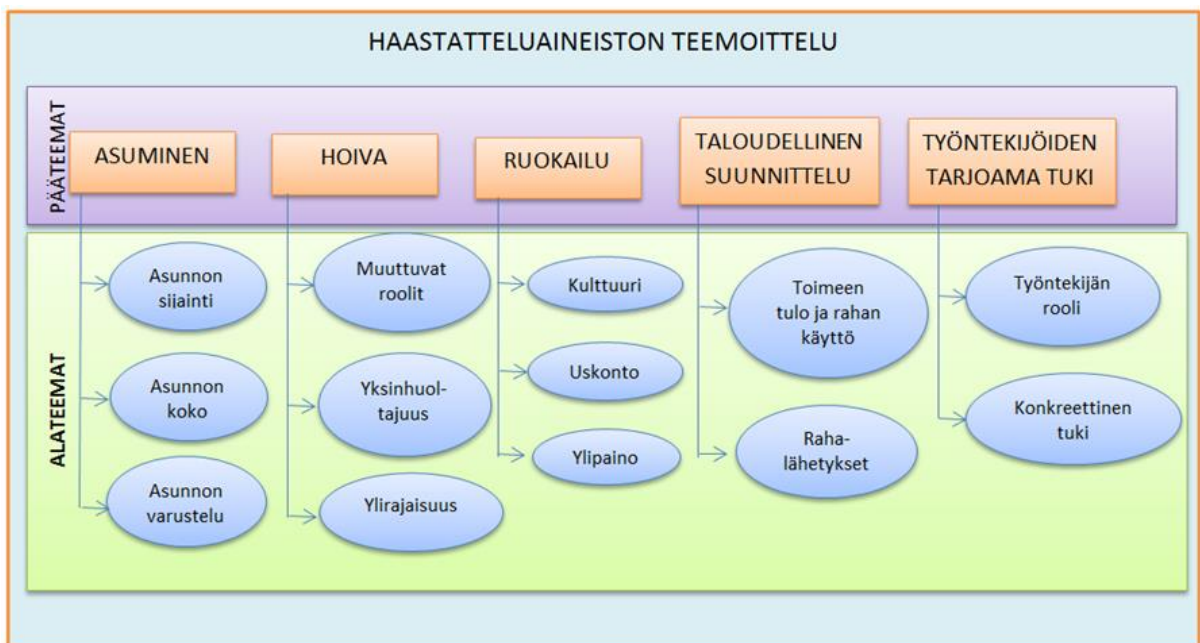 HAASTATTELUAINEISTON TEEMOITTELU
PÄÄTEEMAT
ASUMINEN
HOIVA
RUOKAILU
TALOUDELLINEN
SUUNNITTELU
TYÖNTEKIJÖIDEN
TARJOAMA TUKI
ALATEEMAT
Asunnon
sijainti
Asunnon
koko
Asunnon
varustelu
Muuttuvat
roolit
Yksinhuol-
tajuus
Ylirajaisuus
Kulttuuri
Uskonto
Ylipaino
Toimeen
tulo ja rahan
käyttö
Raha-
lähetykset
Työntekijän
rooli
Konkreettinen
tuki